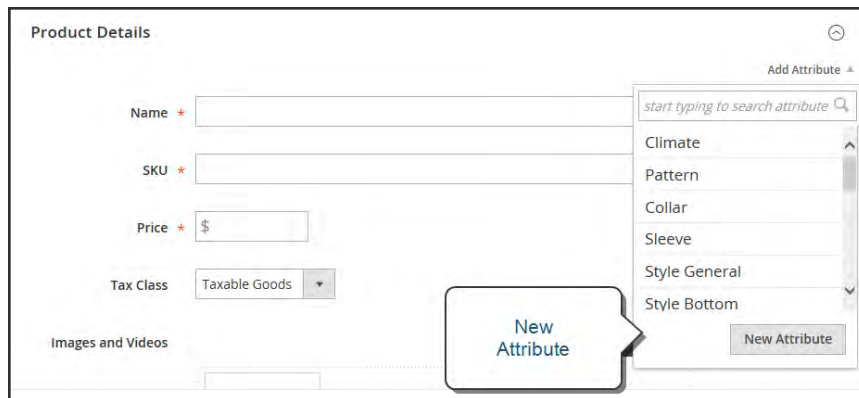 Product Details
Add Attribute
start typing to search attribute
Name *
Climate
Pattern
SKU *
Collar
Sleeve
Price * $
Style General
Tax Class Taxable Goods
Style Bottom
New
Attribute
Images and Videos
New Attribute